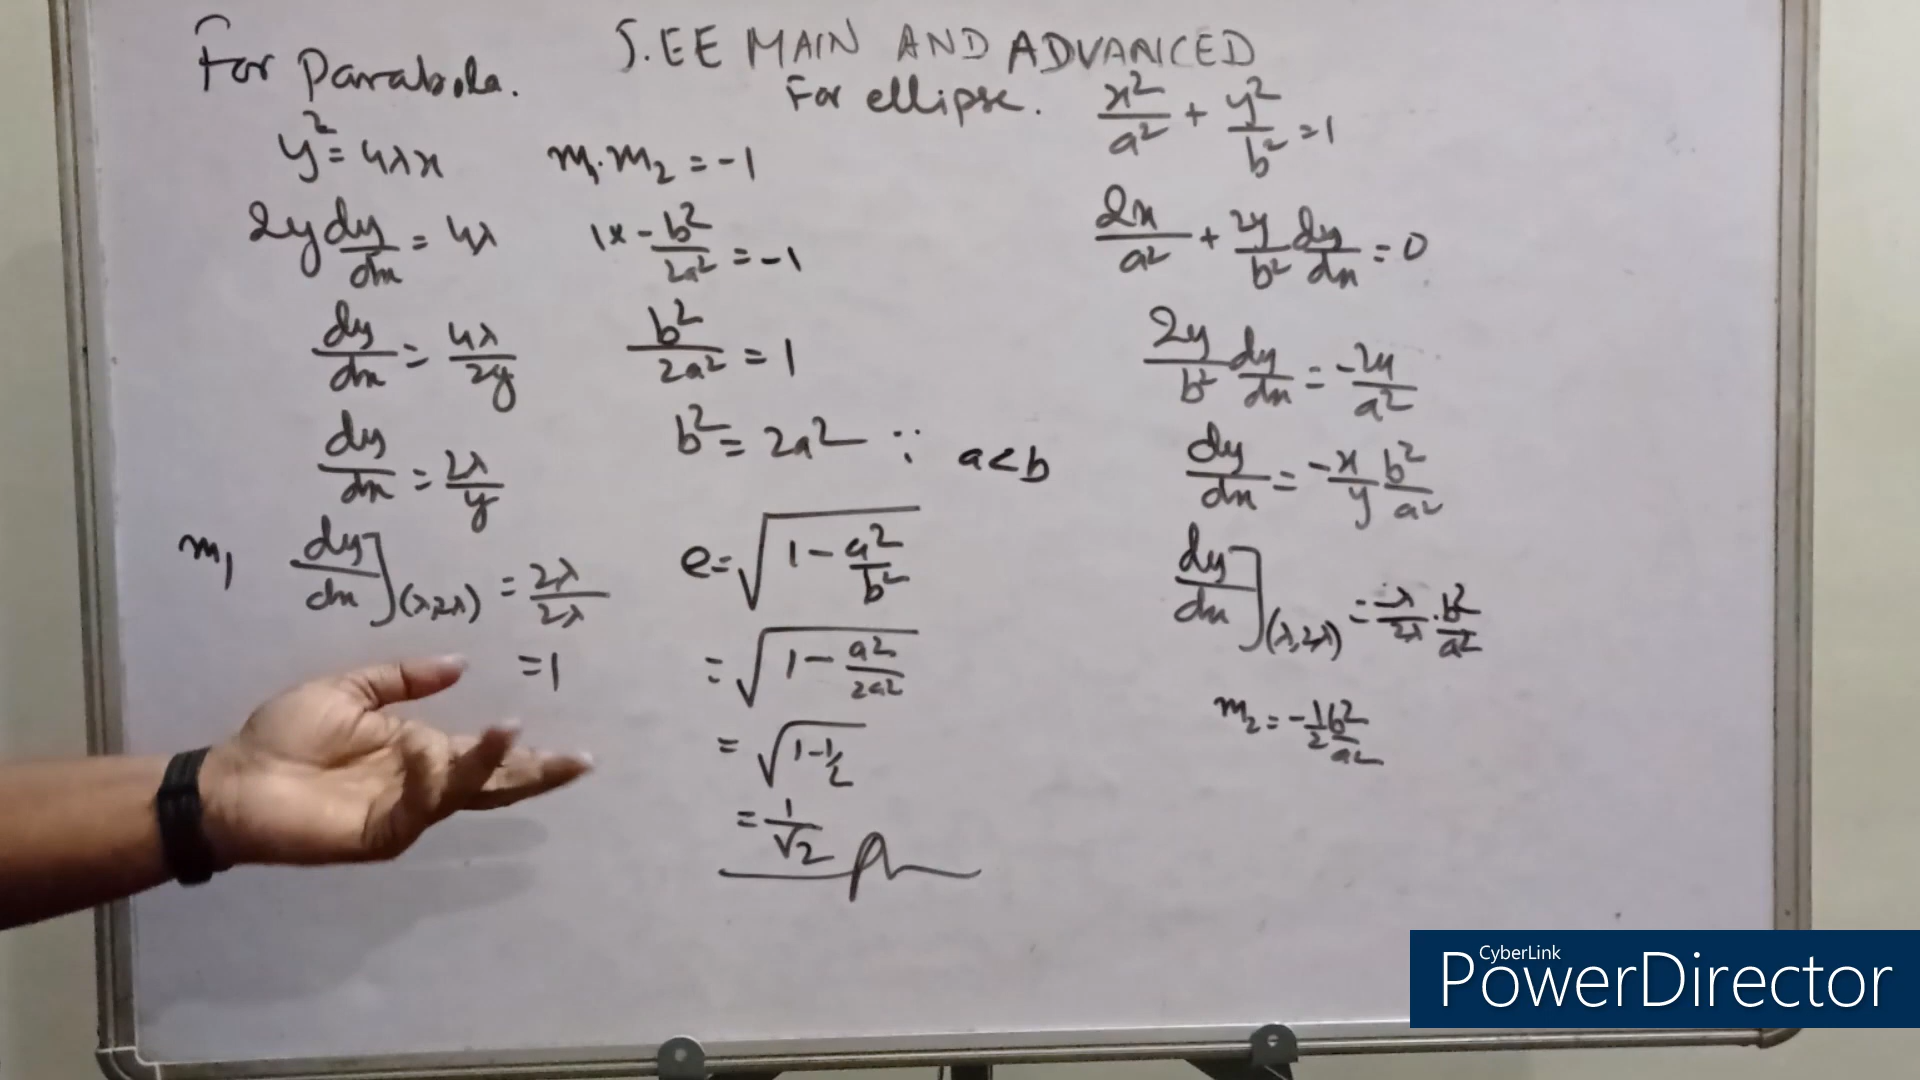 J.EE MAIN AND ADVANCED
For Parabola.
y² = 4λx
2y dy/dx = 4λ
dy/dx = 4λ/2y
dy/dx = 2λ/y
m₁ dy/dx](λ,2λ) = 2λ/2λ
=1
m₁.m₂ = -1
1x - b²/2a² = -1
b²/2a² = 1
b² = 2a² ∵ a<b
e = √(1 - a²/b²)
= √(1 - a²/2a²)
= √(1-1/2)
= 1/√2
For ellipse. x²/a² + y²/b² = 1
2x/a² + 2y/b² dy/dx = 0
2y/b² dy/dx = -2x/a²
dy/dx = -x/y b²/a²
dy/dx](λ,2λ) = -λ/2λ . b²/a²
m₂ = -1/2 b²/a²
CyberLink
PowerDirector